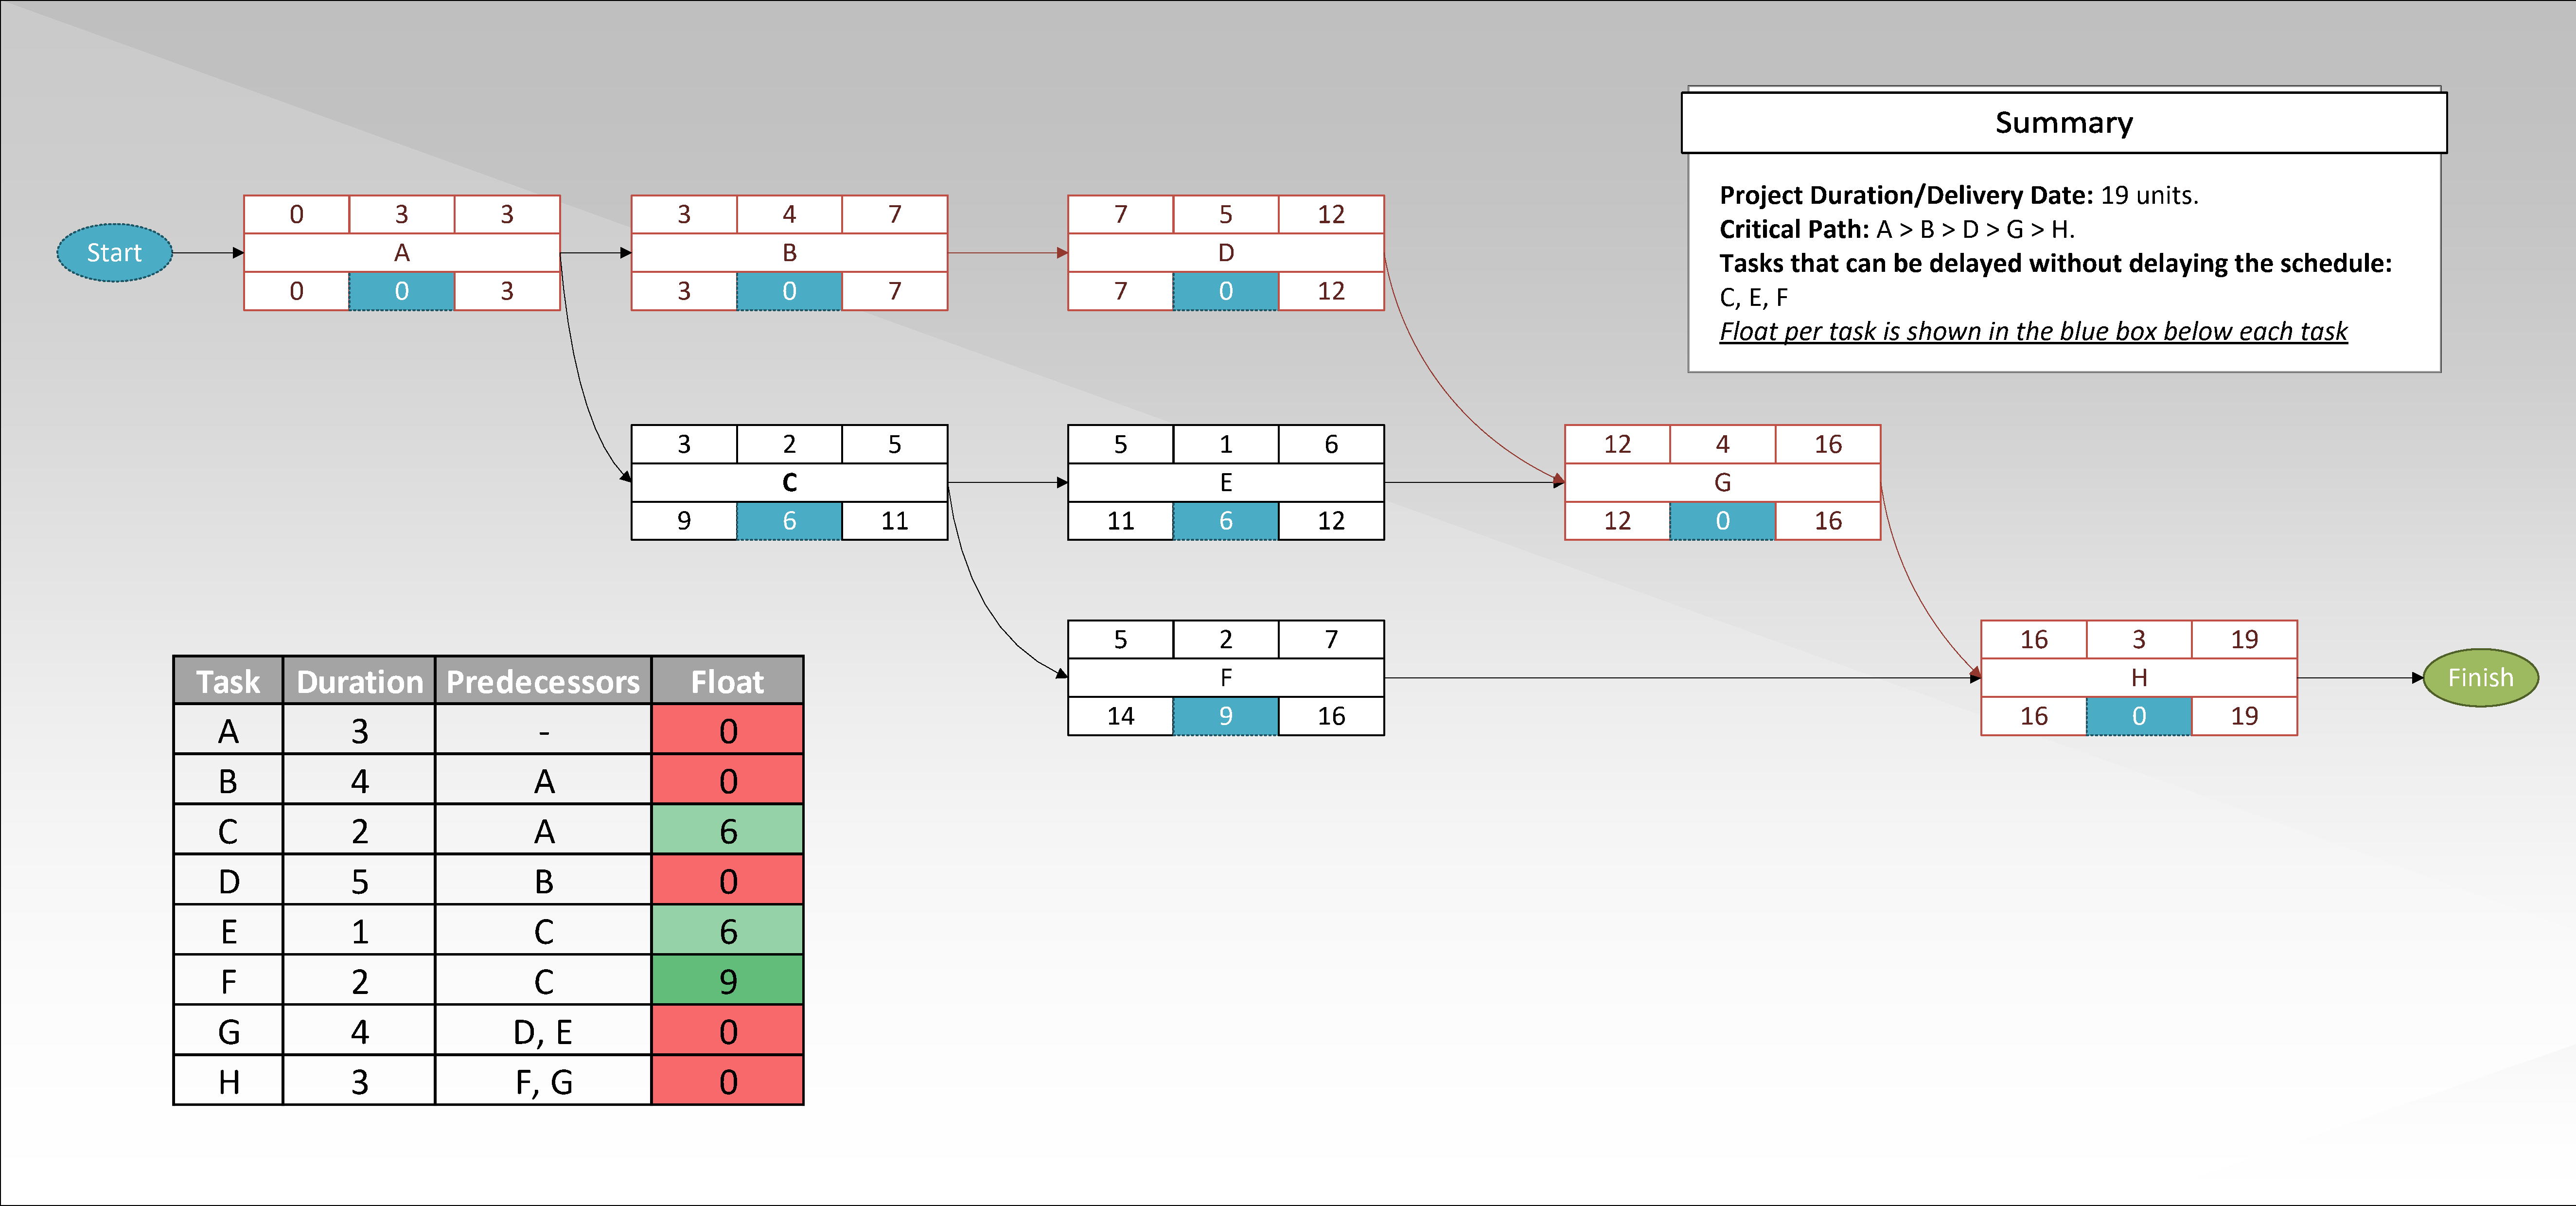 Summary
Project Duration/Delivery Date: 19 units.
Critical Path: A > B > D > G > H.
Tasks that can be delayed without delaying the schedule:
C, E, F
Float per task is shown in the blue box below each task
Start
0 3 3
A
0 0 3
3 4 7
B
3 0 7
7 5 12
D
7 0 12
3 2 5
C
9 6 11
5 1 6
E
11 6 12
12 4 16
G
12 0 16
5 2 7
F
14 9 16
16 3 19
H
16 0 19
Finish
Task Duration Predecessors Float
A 3 - 0
B 4 A 0
C 2 A 6
D 5 B 0
E 1 C 6
F 2 C 9
G 4 D, E 0
H 3 F, G 0